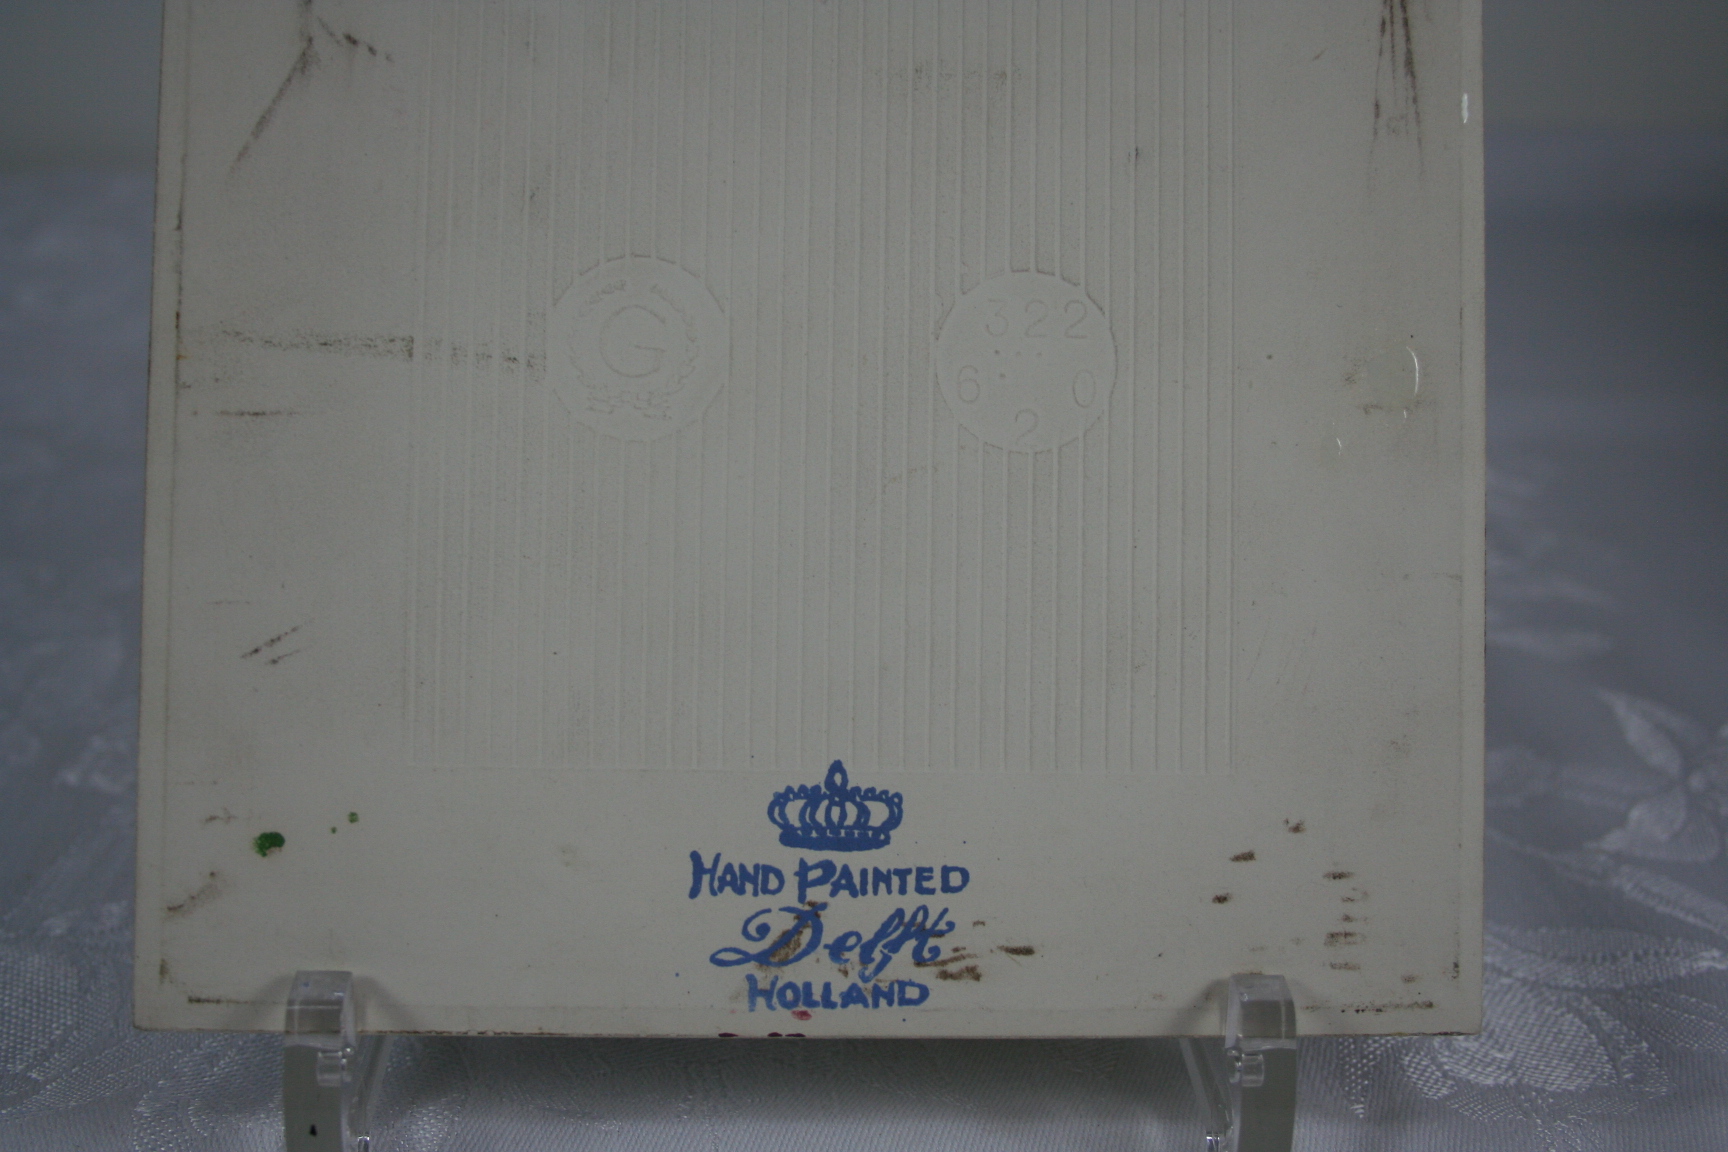 G
322
6 0
2
HAND PAINTED
Delft
HOLLAND